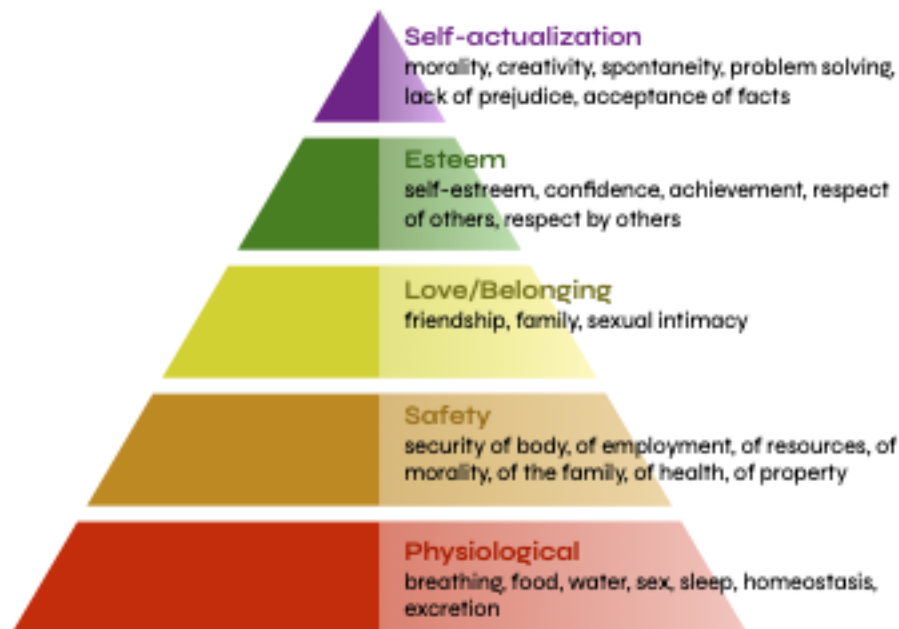 Self-actualization
morality, creativity, spontaneity, problem solving,
lack of prejudice, acceptance of facts
Esteem
self-estreem, confidence, achievement, respect
of others, respect by others
Love/Belonging
friendship, family, sexual intimacy
Safety
security of body, of employment, of resources, of
morality, of the family, of health, of property
Physiological
breathing, food, water, sex, sleep, homeostasis,
excretion